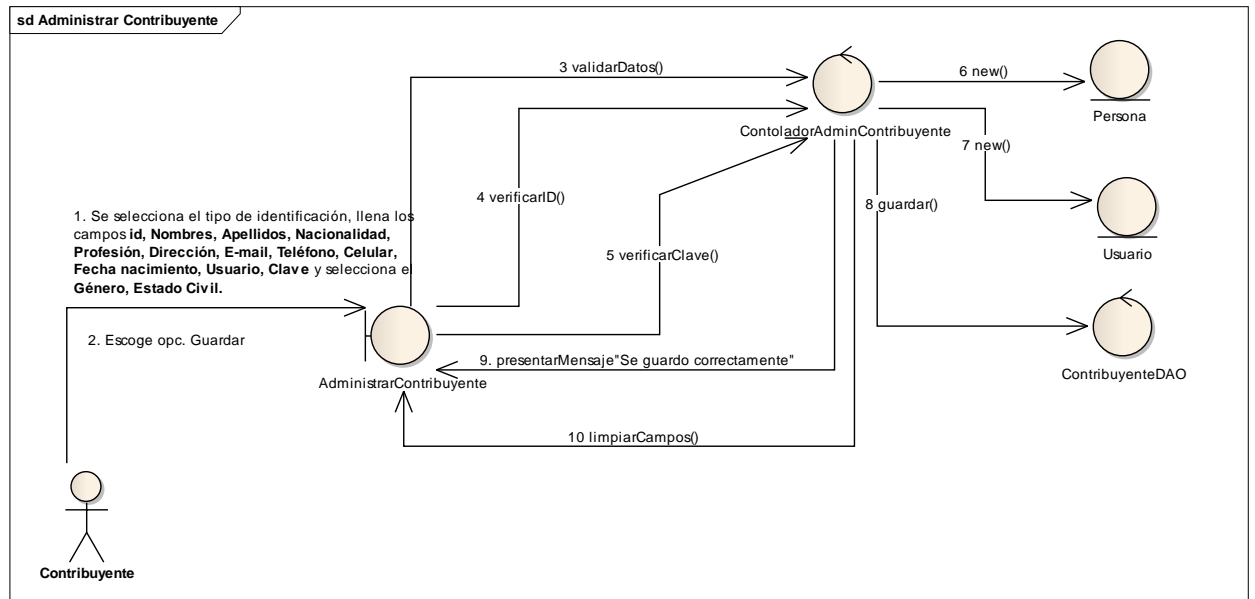 sd Administrar Contribuyente
3 validarDatos()
6 new()
Persona
ContoladorAdminContribuyente
7 new()
4 verificarID()
8 guardar()
1. Se selecciona el tipo de identificación, llena los
campos id, Nombres, Apellidos, Nacionalidad,
Profesión, Dirección, E-mail, Teléfono, Celular,
Fecha nacimiento, Usuario, Clave y selecciona el
Género, Estado Civil.
5 verificarClave()
Usuario
2. Escoge opc. Guardar
9. presentarMensaje"Se guardo correctamente"
AdministrarContribuyente
ContribuyenteDAO
10 limpiarCampos()
Contribuyente